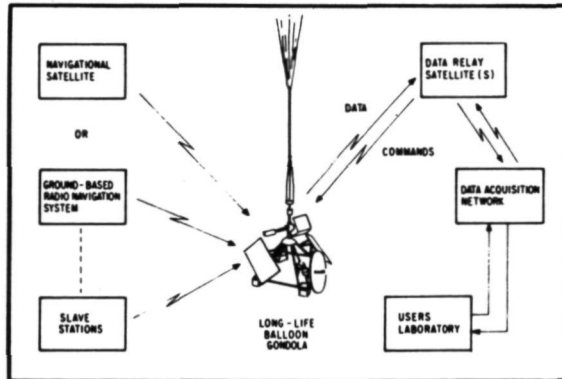 NAVIGATIONAL
SATELLITE
OR
GROUND-BASED
RADIO NAVIGATION
SYSTEM
SLAVE
STATIONS
LONG-LIFE
BALLOON
GONDOLA
DATA
COMMANDS
DATA RELAY
SATELLITE(S)
DATA ACQUISITION
NETWORK
USERS
LABORATORY